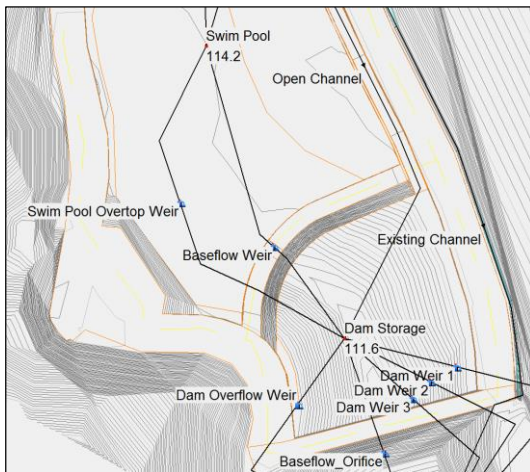 Swim Pool
114.2
Open Channel
Swim Pool Overtop Weir
Existing Channel
Baseflow Weir
Dam Storage
111.6
Dam Weir 1
Dam Weir 2
Dam Overflow Weir
Dam Weir 3
Baseflow_Orifice